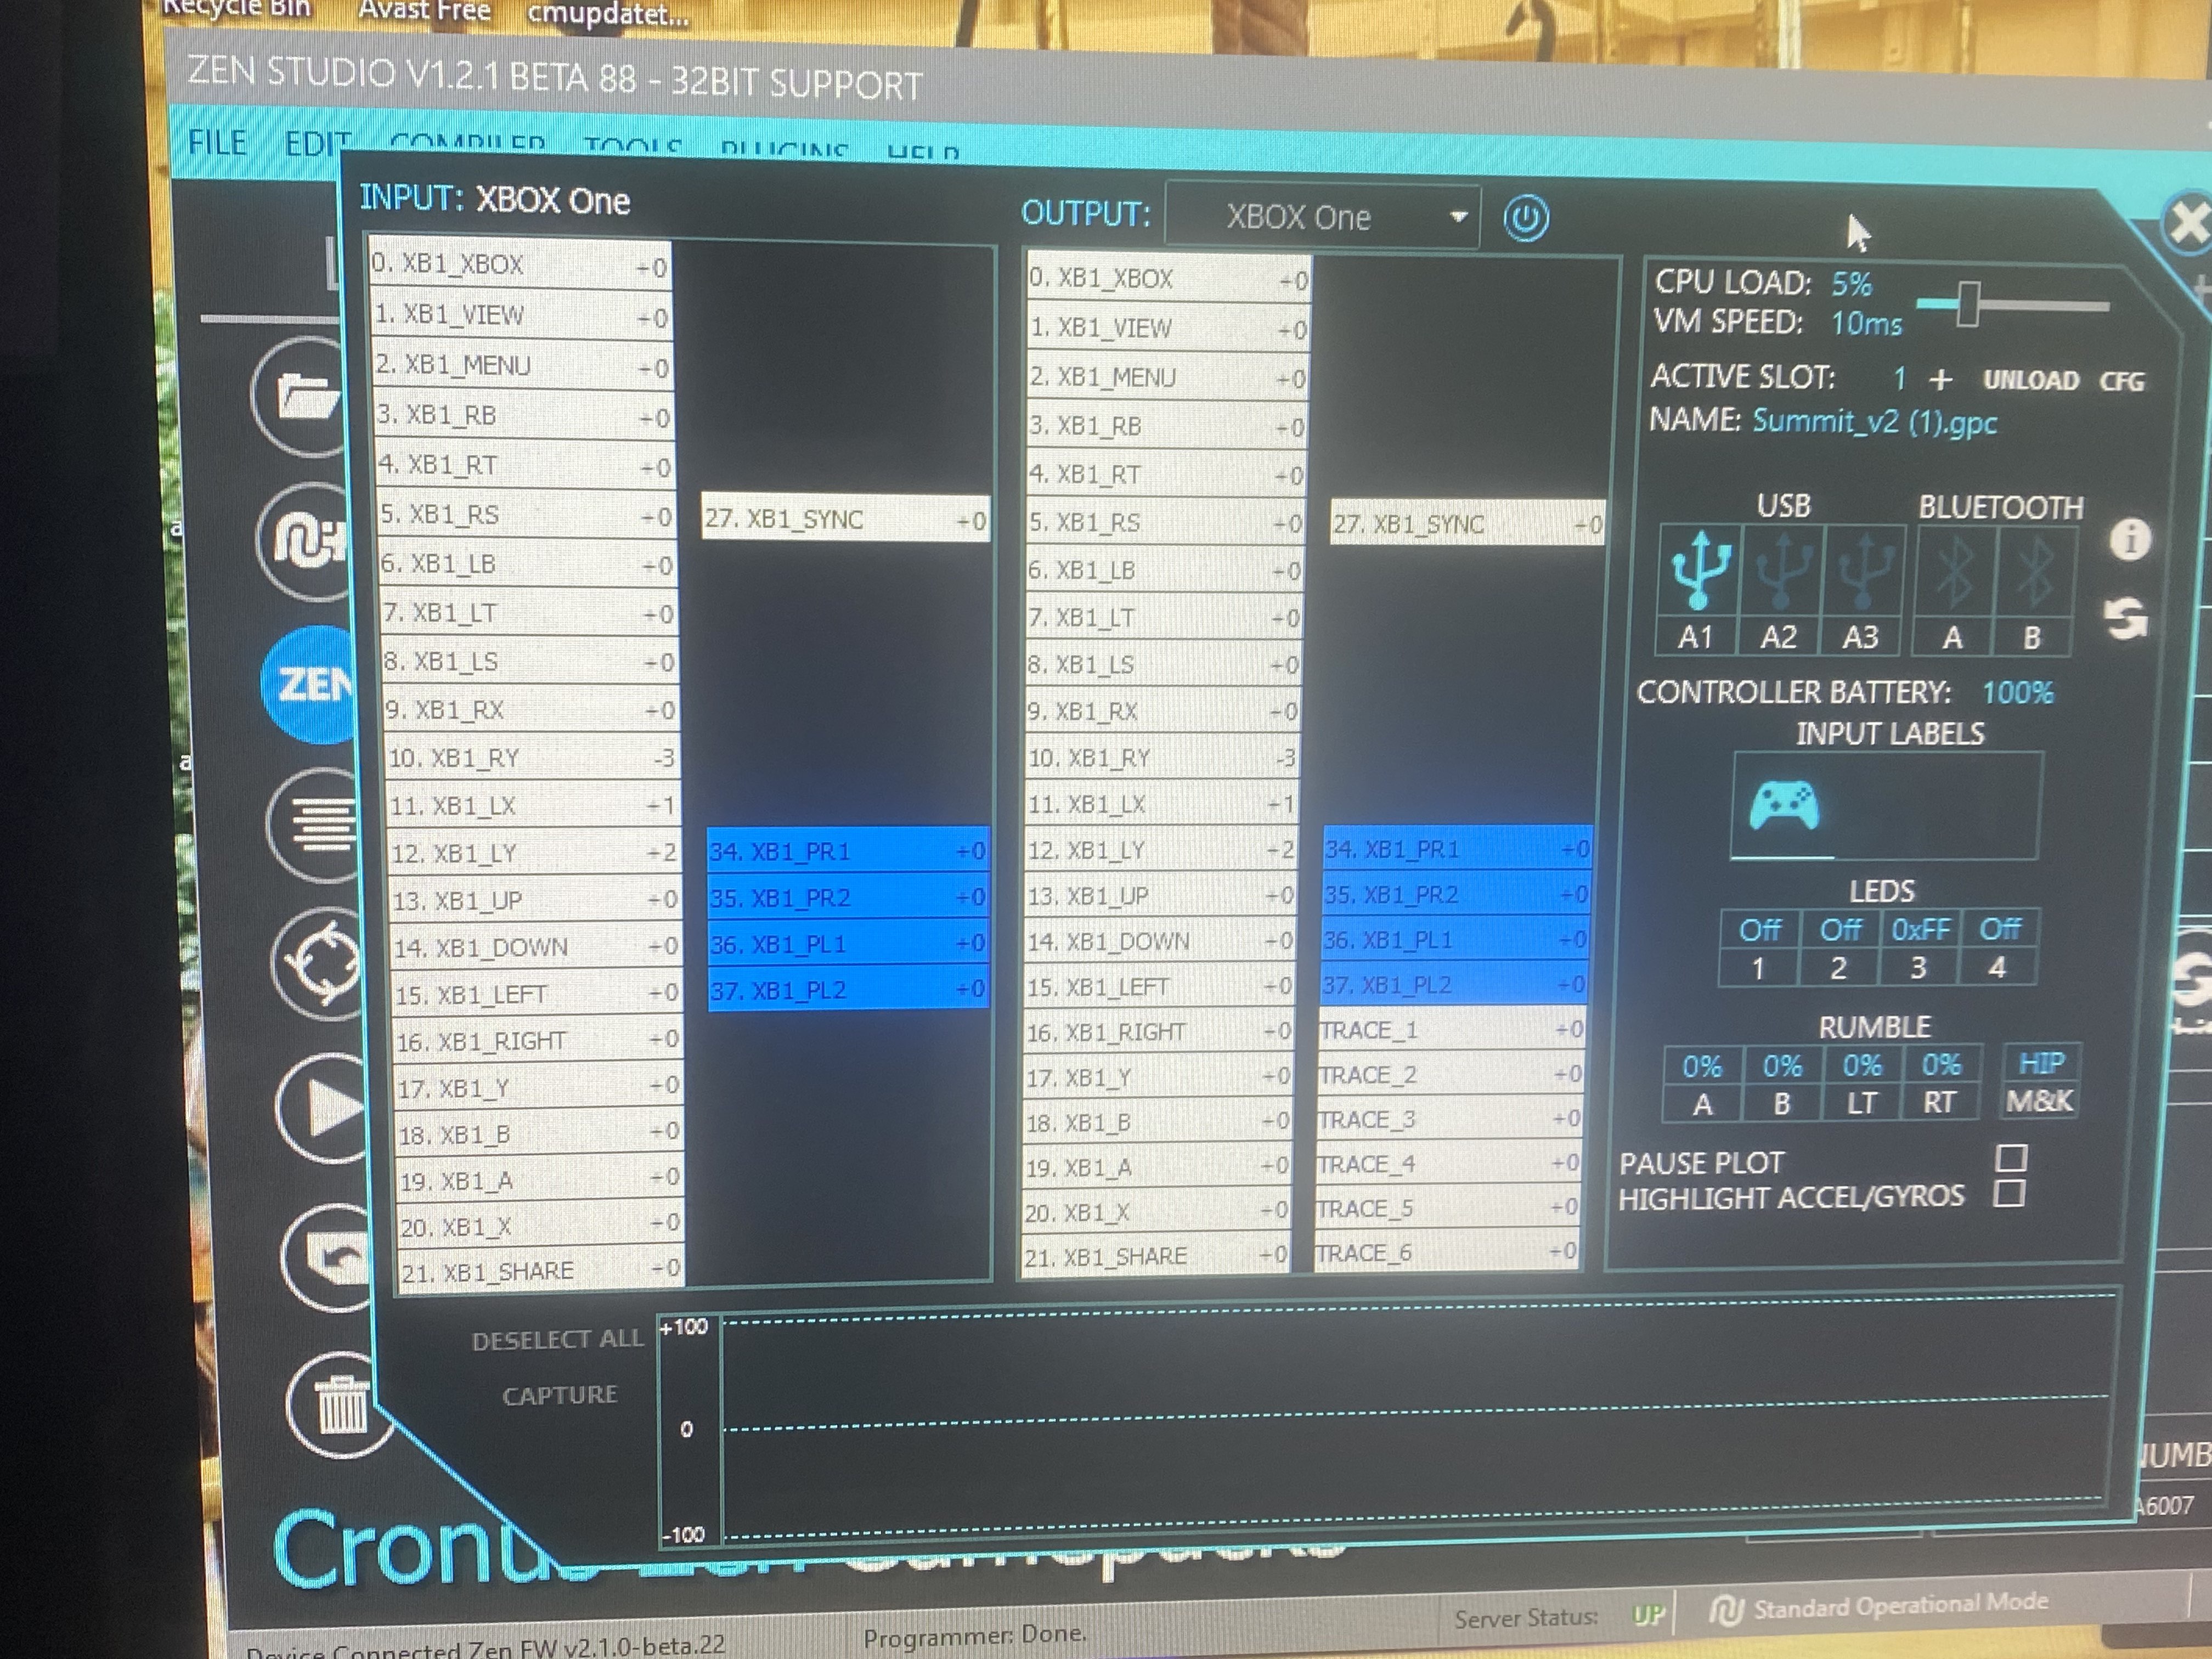 Recycle Bin Avast Free cmupdatet...
ZEN STUDIO V1.2.1 BETA 88 - 32BIT SUPPORT
FILE EDIT COMPILER TOOLS PLUGINS HELP
INPUT: XBOX One
0. XB1_XBOX +0
1. XB1_VIEW +0
2. XB1_MENU +0
3. XB1_RB +0
4. XB1_RT +0
5. XB1_RS +0
6. XB1_LB +0
7. XB1_LT +0
8. XB1_LS +0
9. XB1_RX +0
10. XB1_RY -3
11. XB1_LX +1
12. XB1_LY +2
13. XB1_UP +0
14. XB1_DOWN +0
15. XB1_LEFT +0
16. XB1_RIGHT +0
17. XB1_Y +0
18. XB1_B +0
19. XB1_A +0
20. XB1_X +0
21. XB1_SHARE +0
27. XB1_SYNC +0
34. XB1_PR1 +0
35. XB1_PR2 +0
36. XB1_PL1 +0
37. XB1_PL2 +0
OUTPUT: XBOX One
0. XB1_XBOX +0
1. XB1_VIEW +0
2. XB1_MENU +0
3. XB1_RB +0
4. XB1_RT +0
5. XB1_RS +0
6. XB1_LB +0
7. XB1_LT +0
8. XB1_LS +0
9. XB1_RX +0
10. XB1_RY -3
11. XB1_LX +1
12. XB1_LY +2
13. XB1_UP +0
14. XB1_DOWN +0
15. XB1_LEFT +0
16. XB1_RIGHT +0
17. XB1_Y +0
18. XB1_B +0
19. XB1_A +0
20. XB1_X +0
21. XB1_SHARE +0
27. XB1_SYNC +0
34. XB1_PR1 +0
35. XB1_PR2 +0
36. XB1_PL1 +0
37. XB1_PL2 +0
TRACE_1 +0
TRACE_2 +0
TRACE_3 +0
TRACE_4 +0
TRACE_5 +0
TRACE_6 +0
CPU LOAD: 5%
VM SPEED: 10ms
ACTIVE SLOT: 1 + UNLOAD CFG
NAME: Summit_v2 (1).gpc
USB BLUETOOTH
A1 A2 A3 A B
CONTROLLER BATTERY: 100%
INPUT LABELS
LEDS
Off Off 0xFF Off
1 2 3 4
RUMBLE
0% 0% 0% 0% HIP
A B LT RT M&K
PAUSE PLOT
HIGHLIGHT ACCEL/GYROS
ZEN
DESELECT ALL
CAPTURE
+100
0
-100
NUMB
A6007
Cronus Zen
Device Connected Zen FW v2.1.0-beta.22 Programmer: Done. Server Status: UP Standard Operational Mode